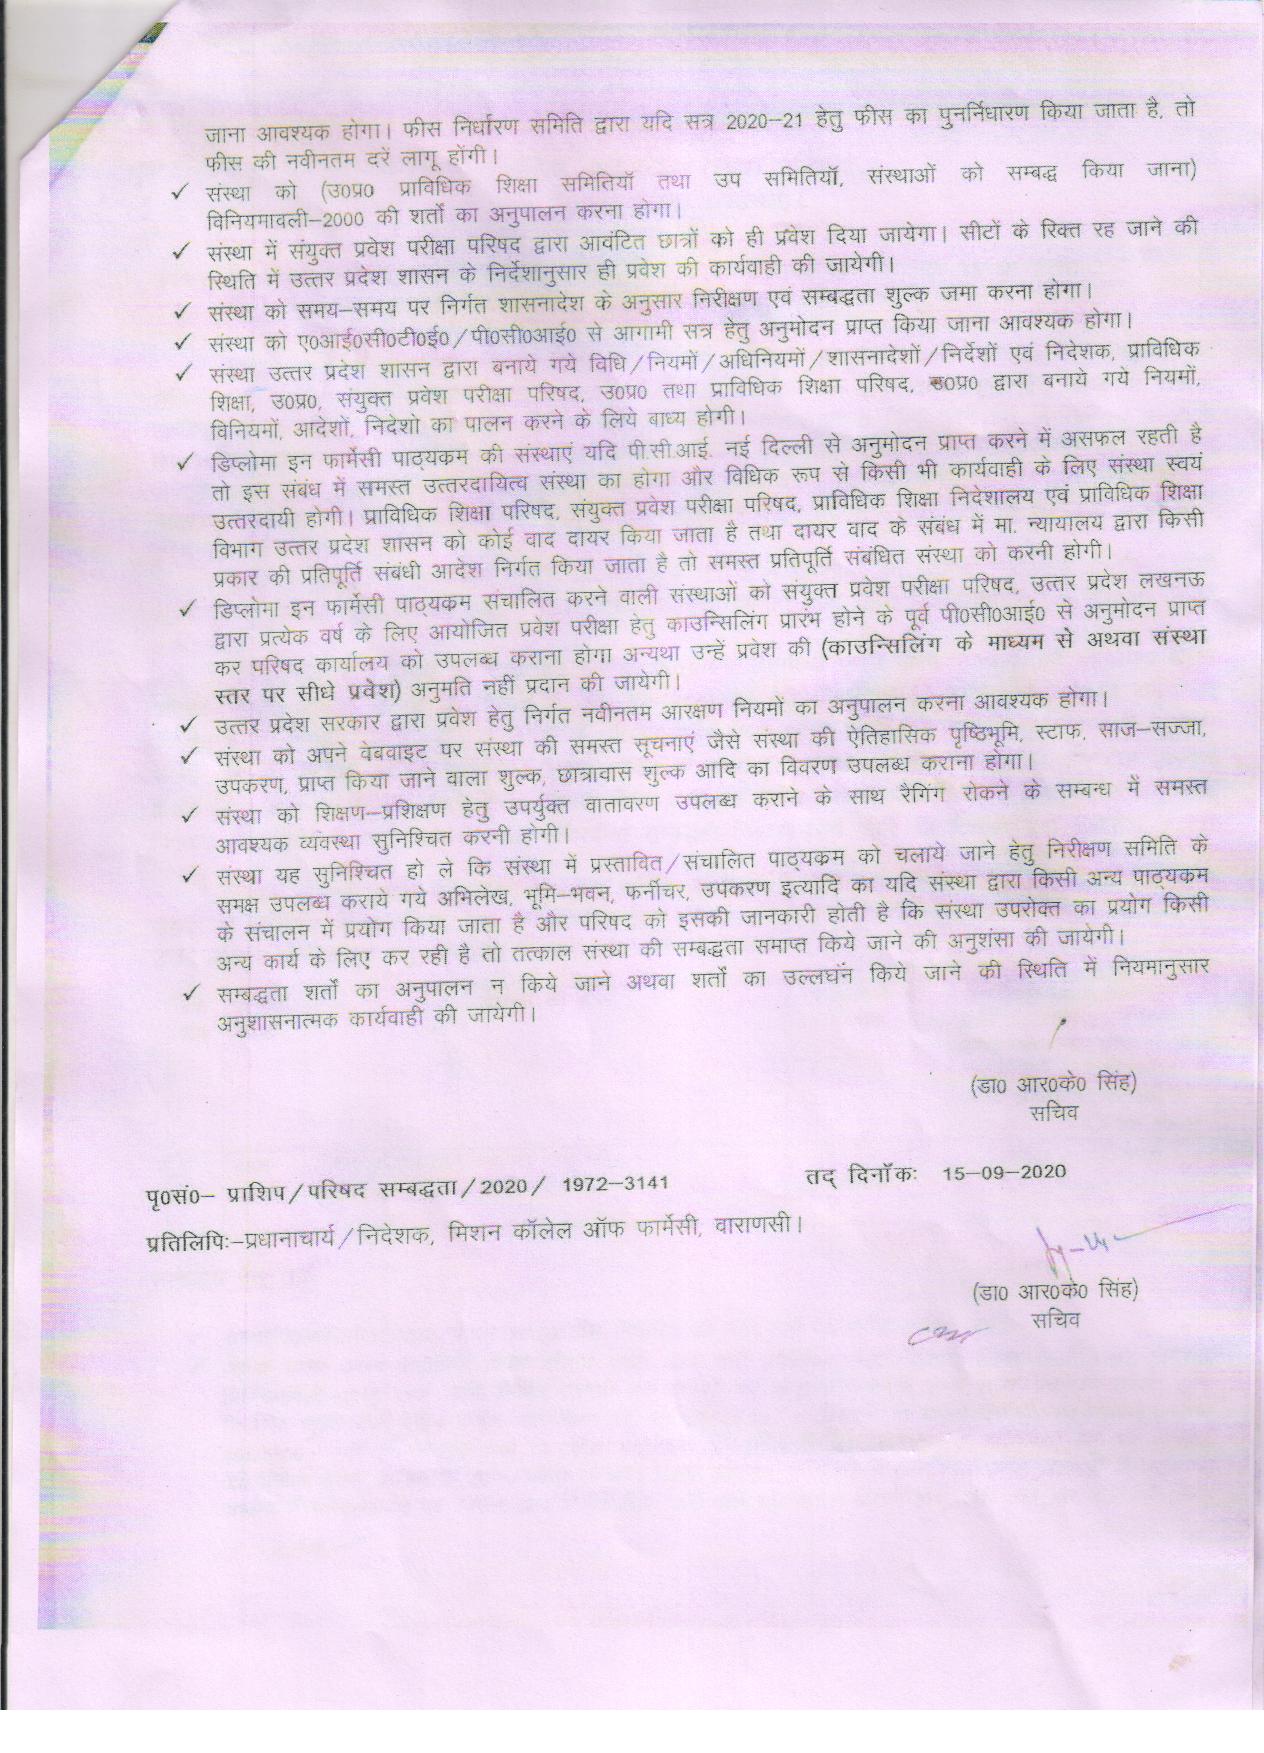 जाना आवश्यक होगा। फीस निर्धारण समिति द्वारा यदि सत्र 2020–21 हेतु फीस का पुनर्निधारण किया जाता है, तो
फीस की नवीनतम दरें लागू होंगी।
✓ संस्था को (उ0प्र0 प्राविधिक शिक्षा समितियॉ तथा उप समितियॉ, संस्थाओं को सम्बद्ध किया जाना)
विनियमावली–2000 की शर्तो का अनुपालन करना होगा।
✓ संस्था में संयुक्त प्रवेश परीक्षा परिषद द्वारा आवंटित छात्रों को ही प्रवेश दिया जायेगा। सीटों के रिक्त रह जाने की
स्थिति में उत्तर प्रदेश शासन के निर्देशानुसार ही प्रवेश की कार्यवाही की जायेगी।
✓ संस्था को समय–समय पर निर्गत शासनादेश के अनुसार निरीक्षण एवं सम्बद्धता शुल्क जमा करना होगा।
✓ संस्था को ए0आई0सी0टी0ई0/पी0सी0आई0 से आगामी सत्र हेतु अनुमोदन प्राप्त किया जाना आवश्यक होगा।
✓ संस्था उत्तर प्रदेश शासन द्वारा बनाये गये विधि/नियमों/अधिनियमों/शासनादेशों/निर्देशों एवं निदेशक, प्राविधिक
शिक्षा, उ0प्र0, संयुक्त प्रवेश परीक्षा परिषद, उ0प्र0 तथा प्राविधिक शिक्षा परिषद, उ0प्र0 द्वारा बनाये गये नियमों,
विनियमों, आदेशों, निदेशो का पालन करने के लिये बाध्य होगी।
✓ डिप्लोमा इन फार्मेसी पाठ्यकम की संस्थाएं यदि पी.सी.आई. नई दिल्ली से अनुमोदन प्राप्त करने में असफल रहती है
तो इस संबंध में समस्त उत्तरदायित्व संस्था का होगा और विधिक रूप से किसी भी कार्यवाही के लिए संस्था स्वयं
उत्तरदायी होगी। प्राविधिक शिक्षा परिषद, संयुक्त प्रवेश परीक्षा परिषद, प्राविधिक शिक्षा निदेशालय एवं प्राविधिक शिक्षा
विभाग उत्तर प्रदेश शासन को कोई वाद दायर किया जाता है तथा दायर वाद के संबंध में मा. न्यायालय द्वारा किसी
प्रकार की प्रतिपूर्ति संबंधी आदेश निर्गत किया जाता है तो समस्त प्रतिपूर्ति संबंधित संस्था को करनी होगी।
✓ डिप्लोमा इन फार्मेसी पाठ्यकम संचालित करने वाली संस्थाओं को संयुक्त प्रवेश परीक्षा परिषद, उत्तर प्रदेश लखनऊ
द्वारा प्रत्येक वर्ष के लिए आयोजित प्रवेश परीक्षा हेतु काउन्सिलिंग प्रारंभ होने के पूर्व पी0सी0आई0 से अनुमोदन प्राप्त
कर परिषद कार्यालय को उपलब्ध कराना होगा अन्यथा उन्हें प्रवेश की (काउन्सिलिंग के माध्यम से अथवा संस्था
स्तर पर सीधे प्रवेश) अनुमति नहीं प्रदान की जायेगी।
✓ उत्तर प्रदेश सरकार द्वारा प्रवेश हेतु निर्गत नवीनतम आरक्षण नियमों का अनुपालन करना आवश्यक होगा।
✓ संस्था को अपने वेबवाइट पर संस्था की समस्त सूचनाएं जैसे संस्था की ऐतिहासिक पृष्ठिभूमि, स्टाफ, साज–सज्जा,
उपकरण, प्राप्त किया जाने वाला शुल्क, छात्रावास शुल्क आदि का विवरण उपलब्ध कराना होगा।
✓ संस्था को शिक्षण–प्रशिक्षण हेतु उपर्युक्त वातावरण उपलब्ध कराने के साथ रैगिंग रोकने के सम्बन्ध में समस्त
आवश्यक व्यवस्था सुनिश्चित करनी होगी।
✓ संस्था यह सुनिश्चित हो ले कि संस्था में प्रस्तावित/संचालित पाठ्यकम को चलाये जाने हेतु निरीक्षण समिति के
समक्ष उपलब्ध कराये गये अभिलेख, भूमि–भवन, फर्नीचर, उपकरण इत्यादि का यदि संस्था द्वारा किसी अन्य पाठ्यकम
के संचालन में प्रयोग किया जाता है और परिषद को इसकी जानकारी होती है कि संस्था उपरोक्त का प्रयोग किसी
अन्य कार्य के लिए कर रही है तो तत्काल संस्था की सम्बद्धता समाप्त किये जाने की अनुशंसा की जायेगी।
✓ सम्बद्धता शर्तो का अनुपालन न किये जाने अथवा शर्तों का उल्लघंन किये जाने की स्थिति में नियमानुसार
अनुशासनात्मक कार्यवाही की जायेगी।
(डा0 आर0के0 सिंह)
सचिव
पृ0सं0– प्राशिप/परिषद सम्बद्धता/2020/ 1972–3141 तद् दिनॉकः 15–09–2020
प्रतिलिपिः–प्रधानाचार्य/निदेशक, मिशन कॉलेल ऑफ फार्मेसी, वाराणसी।
(डा0 आर0के0 सिंह)
सचिव